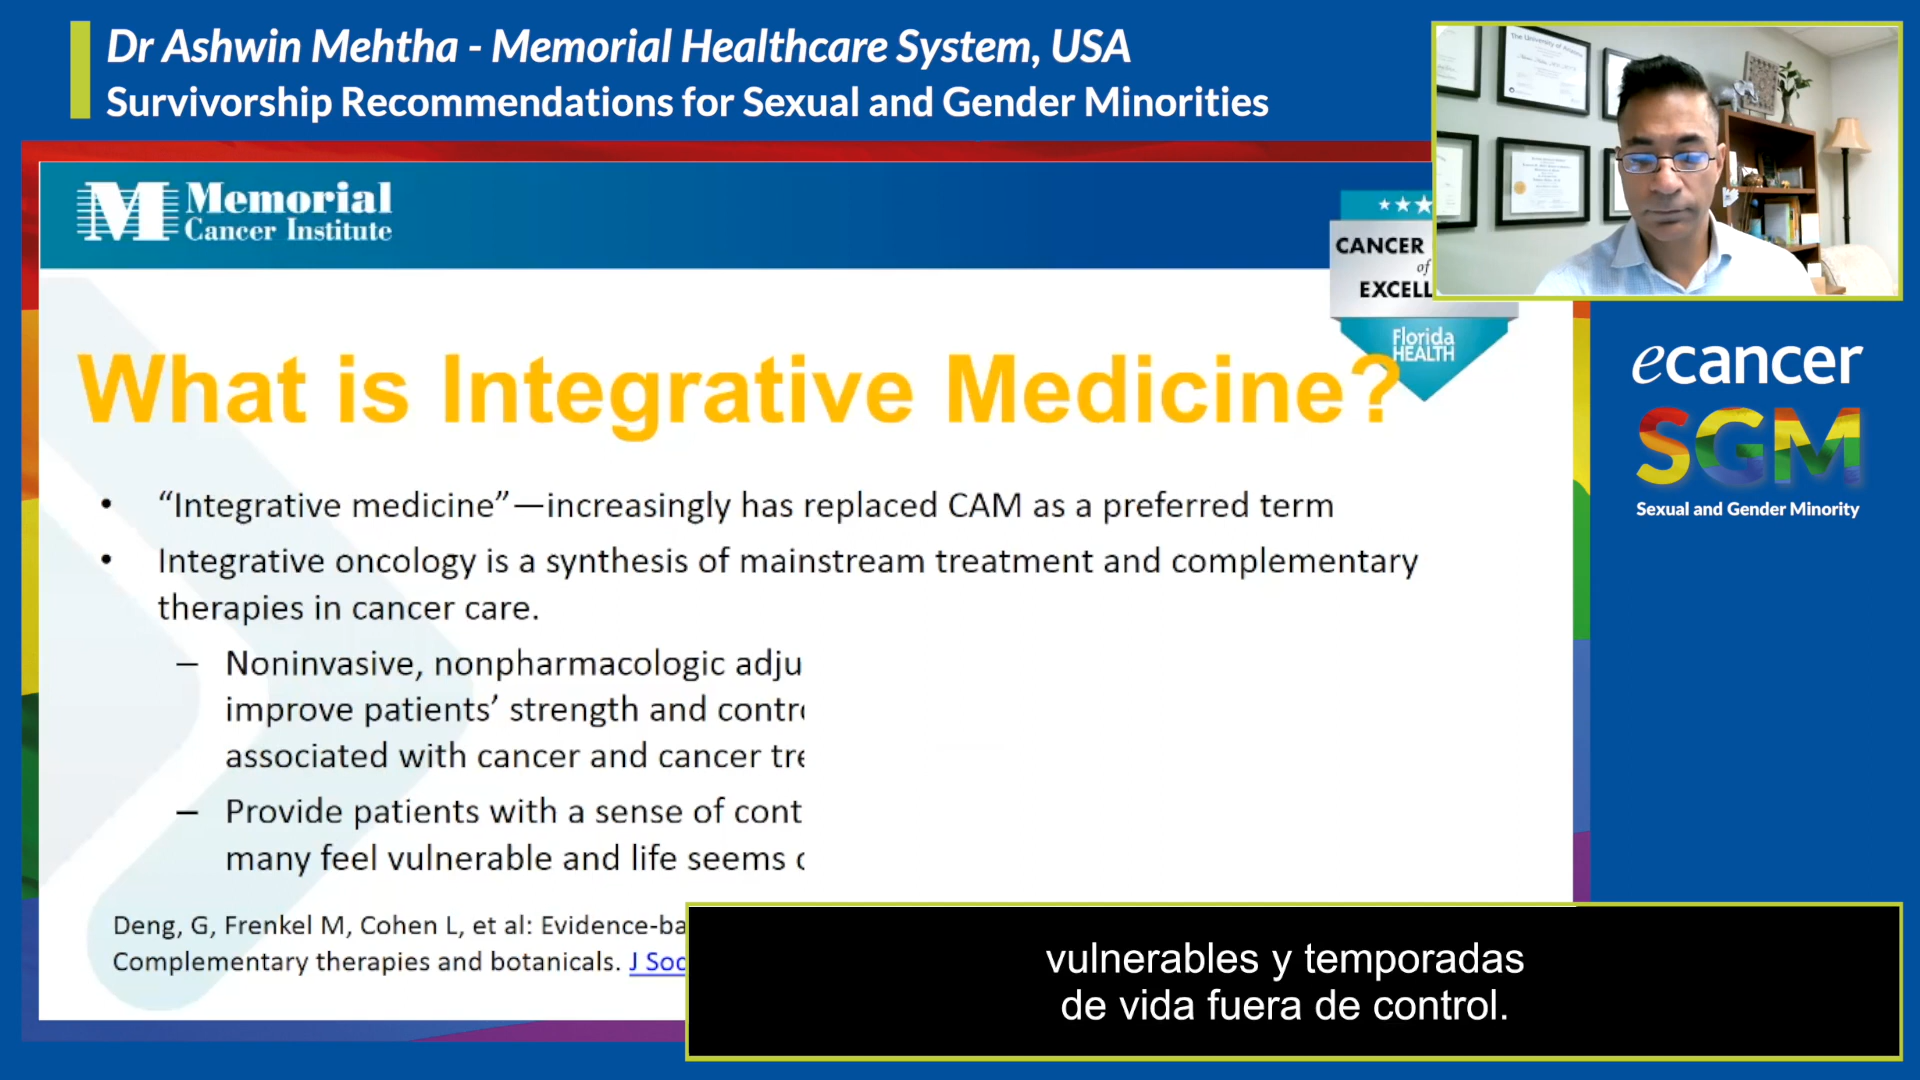 Dr Ashwin Mehtha - Memorial Healthcare System, USA
Survivorship Recommendations for Sexual and Gender Minorities
Memorial
Cancer Institute
CANCER
of
EXCELL
Florida
HEALTH
The University of Arizona
ecancer
SGM
Sexual and Gender Minority
What is Integrative Medicine?
• “Integrative medicine”—increasingly has replaced CAM as a preferred term
• Integrative oncology is a synthesis of mainstream treatment and complementary
therapies in cancer care.
– Noninvasive, nonpharmacologic adju
improve patients’ strength and contro
associated with cancer and cancer tre
– Provide patients with a sense of cont
many feel vulnerable and life seems
Deng, G, Frenkel M, Cohen L, et al: Evidence-ba
Complementary therapies and botanicals. J Soc
vulnerables y temporadas
de vida fuera de control.